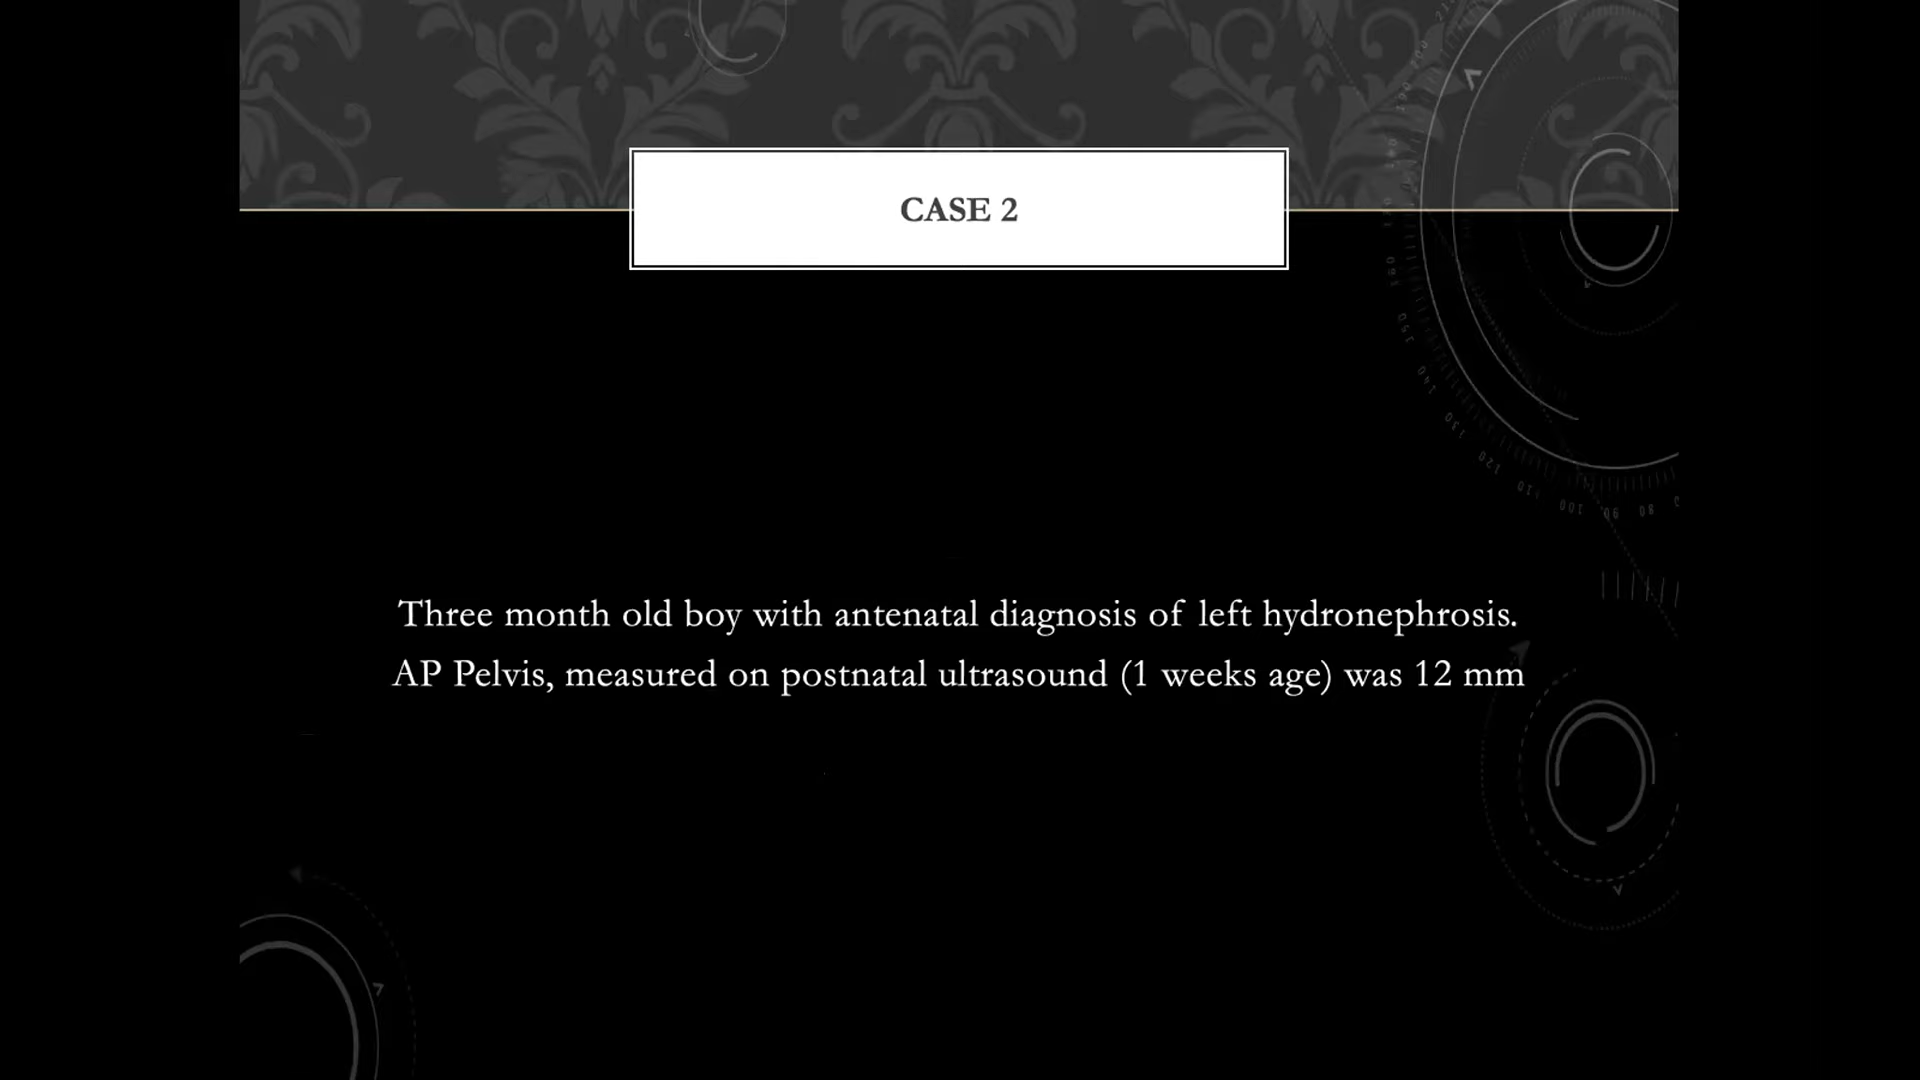 CASE 2
Three month old boy with antenatal diagnosis of left hydronephrosis.
AP Pelvis, measured on postnatal ultrasound (1 weeks age) was 12 mm